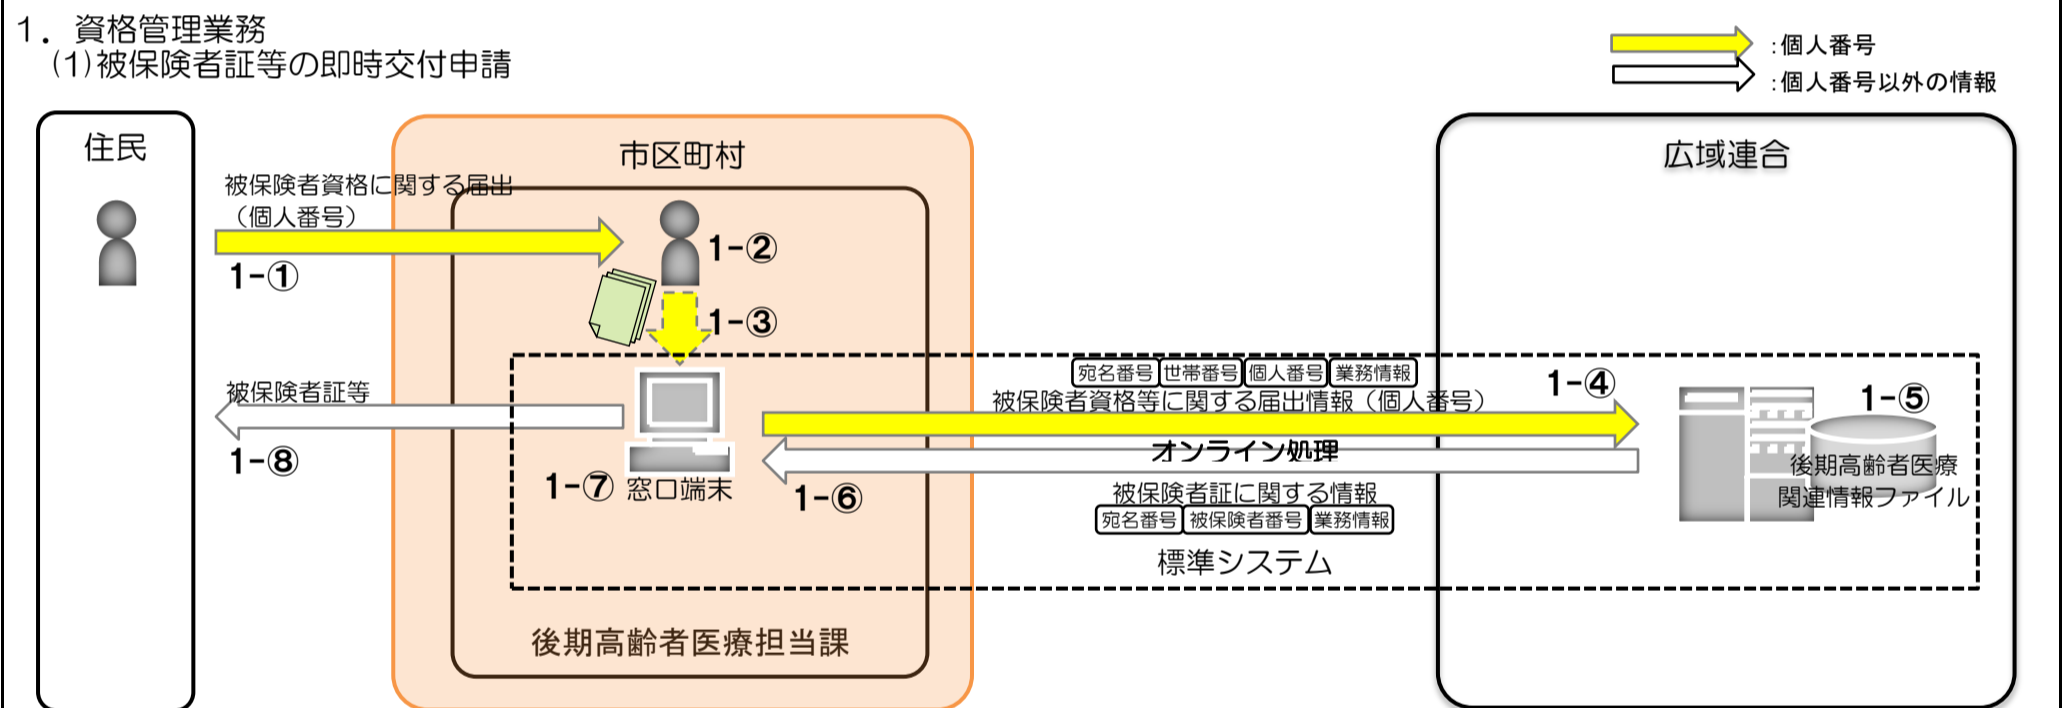 １．資格管理業務
(1)被保険者証等の即時交付申請
：個人番号
：個人番号以外の情報
住民
市区町村
広域連合
被保険者資格に関する届出
（個人番号）
1-①
1-②
1-③
宛名番号 世帯番号 個人番号 業務情報
1-④
被保険者資格等に関する届出情報（個人番号）
1-⑤
被保険者証等
オンライン処理
1-⑧
後期高齢者医療
関連情報ファイル
1-⑦ 窓口端末
1-⑥
被保険者証に関する情報
宛名番号 被保険者番号 業務情報
標準システム
後期高齢者医療担当課